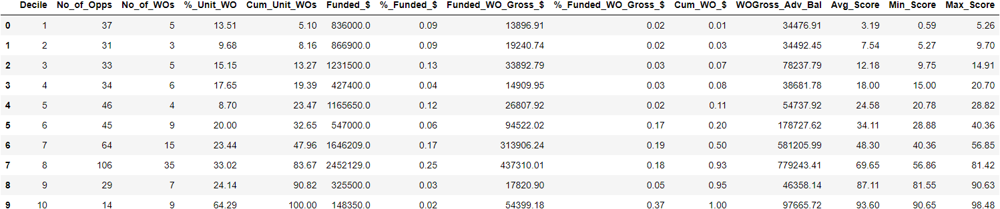 Decile No_of_Opps No_of_WOs %_Unit_WO Cum_Unit_WOs Funded_$ %_Funded_$ Funded_WO_Gross_$ %_Funded_WO_Gross_$ Cum_WO_$ WOGross_Adv_Bal Avg_Score Min_Score Max_Score
0 1 37 5 13.51 5.10 836000.0 0.09 13896.91 0.02 0.01 34476.91 3.19 0.59 5.26
1 2 31 3 9.68 8.16 866900.0 0.09 19240.74 0.02 0.03 34492.45 7.54 5.27 9.70
2 3 33 5 15.15 13.27 1231500.0 0.13 33892.79 0.03 0.07 78237.79 12.18 9.75 14.91
3 4 34 6 17.65 19.39 427400.0 0.04 14909.95 0.03 0.08 38681.78 18.00 15.00 20.70
4 5 46 4 8.70 23.47 1165650.0 0.12 26807.92 0.02 0.11 54737.92 24.58 20.78 28.82
5 6 45 9 20.00 32.65 547000.0 0.06 94522.02 0.17 0.20 178727.62 34.11 28.88 40.36
6 7 64 15 23.44 47.96 1646209.0 0.17 313906.24 0.19 0.50 581205.99 48.30 40.36 56.85
7 8 106 35 33.02 83.67 2452129.0 0.25 437310.01 0.18 0.93 779243.41 69.65 56.86 81.42
8 9 29 7 24.14 90.82 325500.0 0.03 17820.90 0.05 0.95 46358.14 87.11 81.55 90.63
9 10 14 9 64.29 100.00 148350.0 0.02 54399.18 0.37 1.00 97665.72 93.60 90.65 98.48